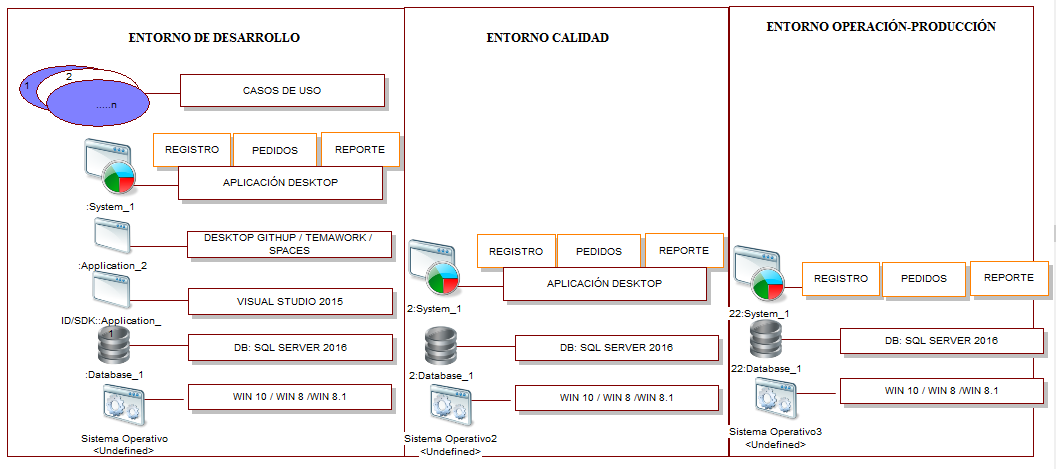 ENTORNO DE DESARROLLO
1
2
.....n
CASOS DE USO
REGISTRO
PEDIDOS
REPORTE
APLICACIÓN DESKTOP
:System_1
DESKTOP GITHUP / TEMAWORK /
SPACES
:Application_2
VISUAL STUDIO 2015
ID/SDK::Application_
1
DB: SQL SERVER 2016
:Database_1
WIN 10 / WIN 8 /WIN 8.1
Sistema Operativo
<Undefined>
ENTORNO CALIDAD
REGISTRO
PEDIDOS
REPORTE
APLICACIÓN DESKTOP
2:System_1
DB: SQL SERVER 2016
2:Database_1
WIN 10 / WIN 8 /WIN 8.1
Sistema Operativo2
<Undefined>
ENTORNO OPERACIÓN-PRODUCCIÓN
REGISTRO
PEDIDOS
REPORTE
22:System_1
DB: SQL SERVER 2016
22:Database_1
WIN 10 / WIN 8 /WIN 8.1
Sistema Operativo3
<Undefined>